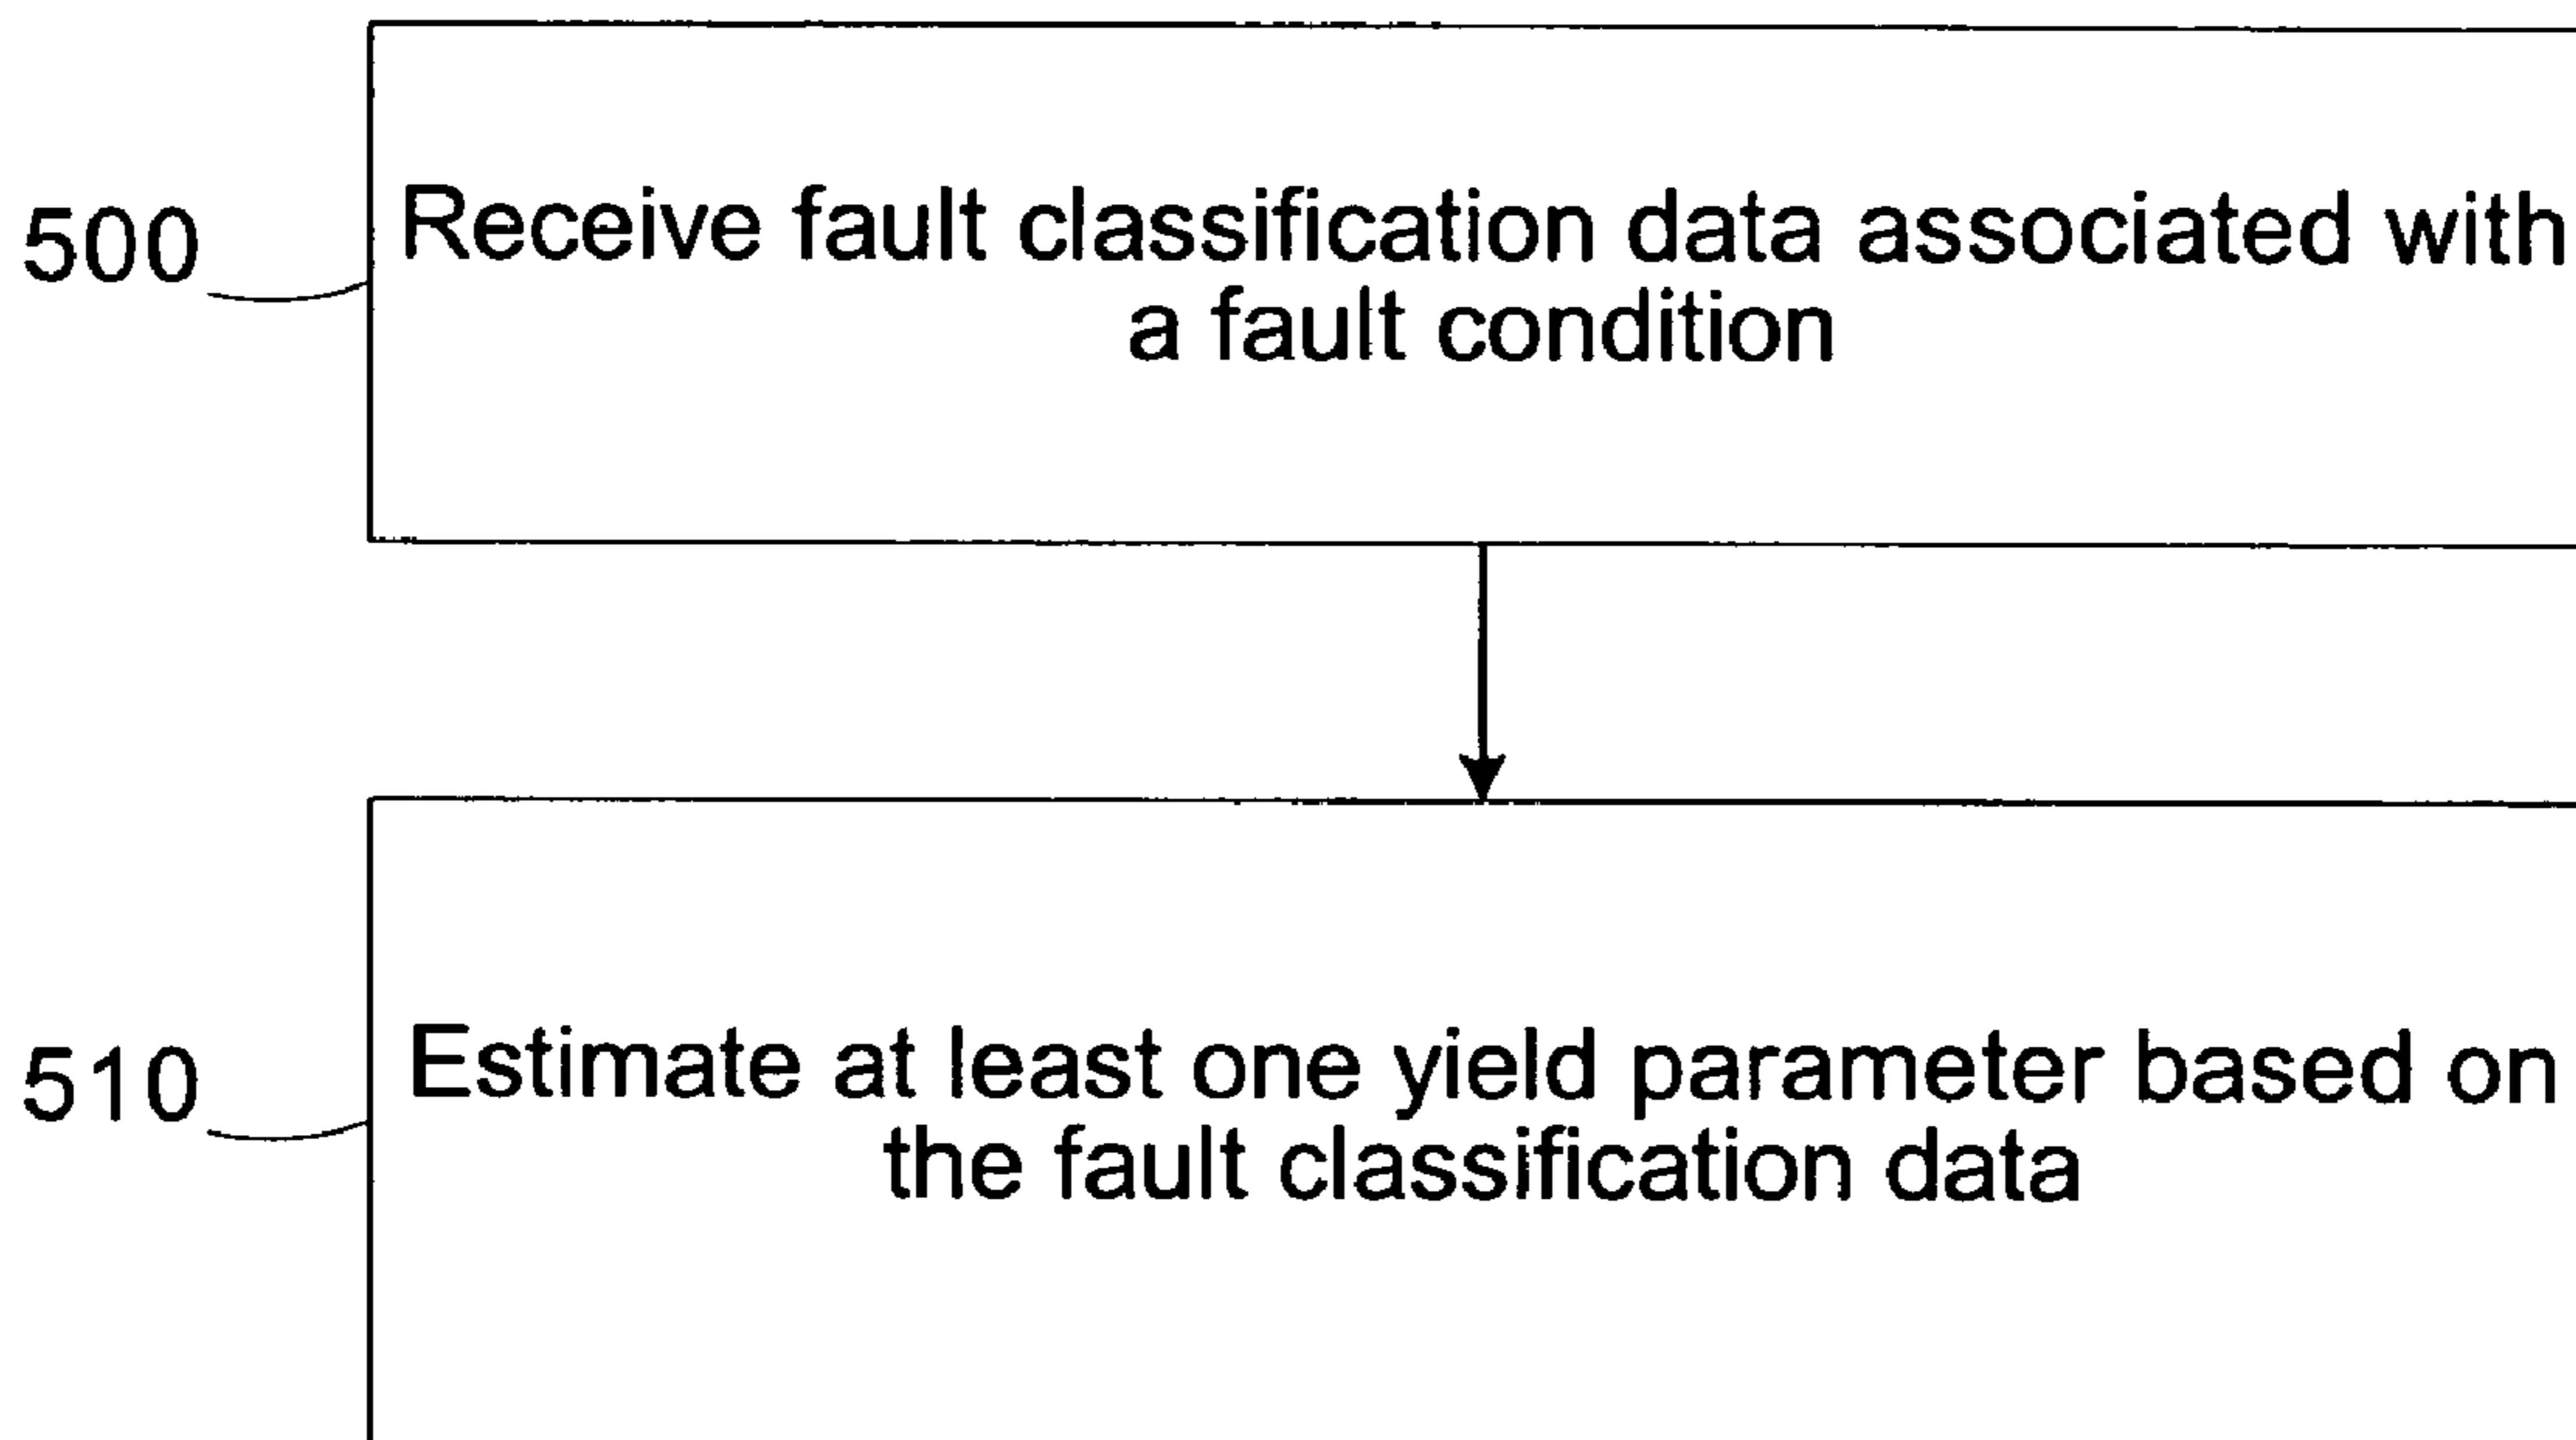 500
Receive fault classification data associated with
a fault condition
510
Estimate at least one yield parameter based on
the fault classification data